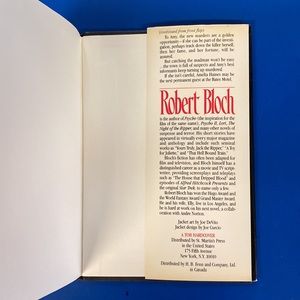 (continued from front flap)
To Amy, the new murders are a golden
opportunity—if she can be part of the investi-
gation, perhaps track down the killer herself,
then her fame, and her fortune, will be
assured.
But catching the madman won't be easy
the town is full of suspects and Amy's best
informants keep turning up murdered.
If she isn't careful, Amelia Haines may be
the next permanent guest at the Bates Motel.
Robert Bloch
is the author of Psycho (the inspiration for the
film of the same name), Psycho II, Lori, The
Night of the Ripper, and many other novels of
suspense and terror. His short stories have
appeared in virtually every major magazine
and anthology and include such seminal
works as "Yours Truly, Jack the Ripper," "A Toy
for Juliette," and "That Hell Bound Train."
Bloch's fiction has often been adapted for
film and television, and Bloch himself has a
distinguished career as a movie and TV script-
writer, providing screenplays and teleplays
such as "The House that Dripped Blood" and
episodes of Alfred Hitchcock Presents and the
original Star Trek, to name only a few.
Robert Bloch has won the Hugo Award and
the World Fantasy Award Grand Master Award.
He and his wife, Elly, live in Los Angeles, and
he is hard at work on his next novel, a collab-
oration with Andre Norton.
Jacket art by Joe DeVito
Jacket design by Joe Curcio
A TOR HARDCOVER
Distributed by St. Martin's Press
in the United States
175 Fifth Avenue
New York, N.Y. 10010
Distributed by H. B. Fenn and Company, Ltd.
in Canada